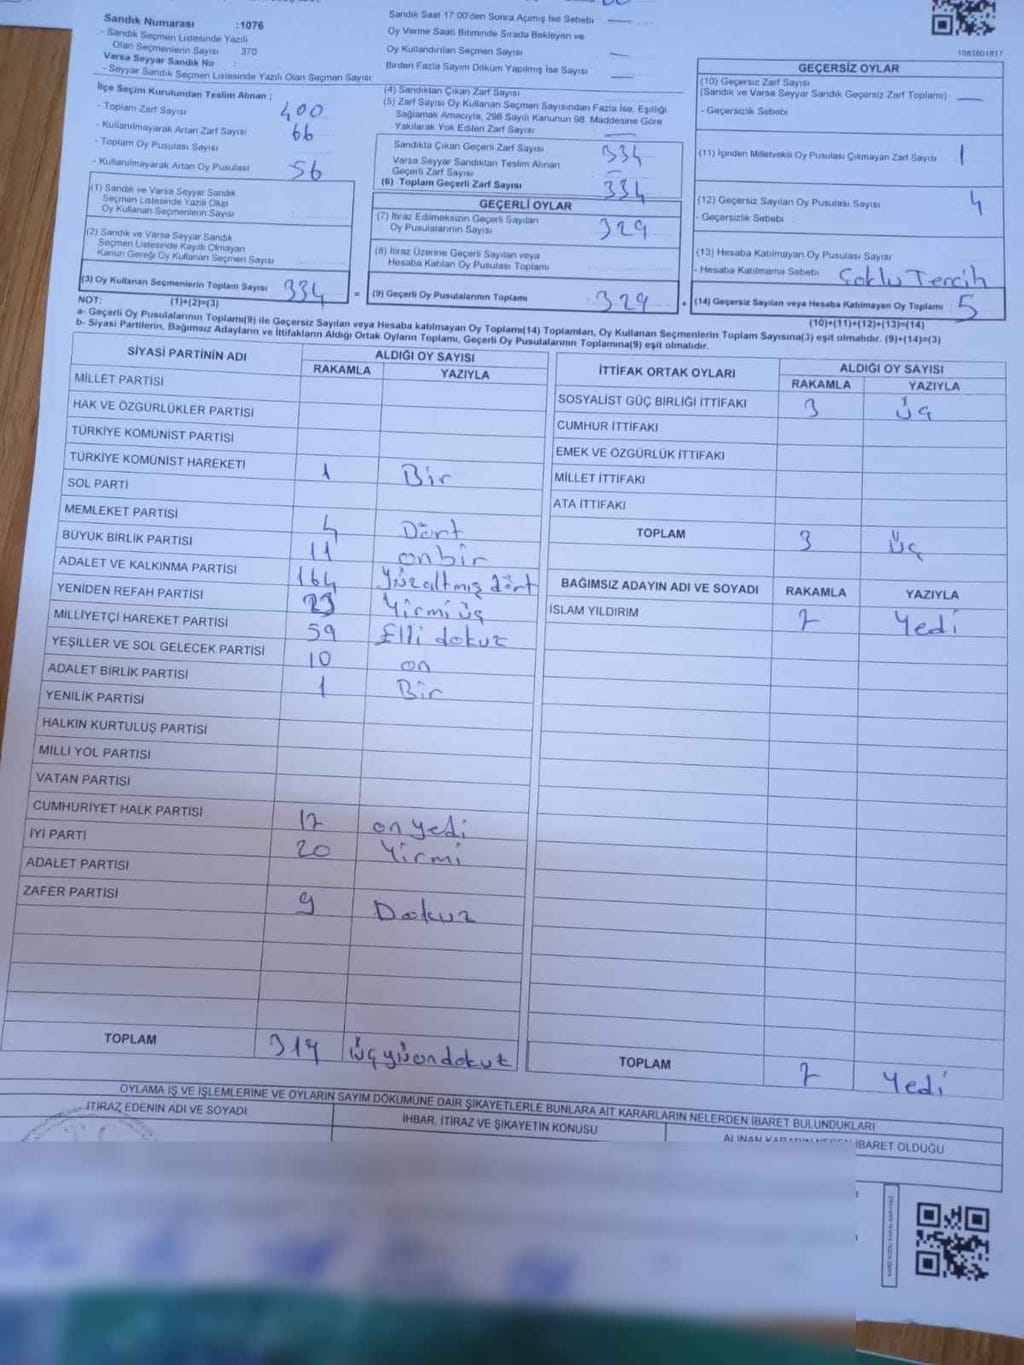 Sandık Numarası :1076
- Sandık Seçmen Listesinde Yazılı
Olan Seçmenlerin Sayısı 370
Varsa Seyyar Sandık No :
- Seyyar Sandık Seçmen Listesinde Yazılı Olan Seçmen Sayısı
İlçe Seçim Kurulundan Teslim Alınan ;
- Toplam Zarf Sayısı 400
- Kullanılmayarak Artan Zarf Sayısı 66
- Toplam Oy Pusulası Sayısı
- Kullanılmayarak Artan Oy Pusulası 56
(1) Sandık ve Varsa Seyyar Sandık
Seçmen Listesinde Yazılı Olup
Oy Kullanan Seçmenlerin Sayısı
(2) Sandık ve Varsa Seyyar Sandık
Seçmen Listesinde Kayıtlı Olmayan
Kanun Gereği Oy Kullanan Seçmen Sayısı
(3) Oy Kullanan Seçmenlerin Toplam Sayısı 334
Sandık Saat 17:00'den Sonra Açılmış İse Sebebi —
Oy Verme Saati Bitiminde Sırada Bekleyen ve
Oy Kullandırılan Seçmen Sayısı —
Birden Fazla Sayım Döküm Yapılmış İse Sayısı —
(4) Sandıktan Çıkan Zarf Sayısı
(5) Zarf Sayısı Oy Kullanan Seçmen Sayısından Fazla İse, Eşitliği
Sağlamak Amacıyla, 298 Sayılı Kanunun 98. Maddesine Göre
Yakılarak Yok Edilen Zarf Sayısı —
Sandıkta Çıkan Geçerli Zarf Sayısı 334
Varsa Seyyar Sandıktan Teslim Alınan
Geçerli Zarf Sayısı —
(6) Toplam Geçerli Zarf Sayısı 334
GEÇERLİ OYLAR
(7) İtiraz Edilmeksizin Geçerli Sayılan
Oy Pusulalarının Sayısı 329
(8) İtiraz Üzerine Geçerli Sayılan veya
Hesaba Katılan Oy Pusulası Toplamı
= (9) Geçerli Oy Pusulalarının Toplamı 329 +
1083601817
GEÇERSİZ OYLAR
(10) Geçersiz Zarf Sayısı
(Sandık ve Varsa Seyyar Sandık Geçersiz Zarf Toplamı) —
- Geçersizlik Sebebi
(11) İçinden Milletvekili Oy Pusulası Çıkmayan Zarf Sayısı 1
(12) Geçersiz Sayılan Oy Pusulası Sayısı 4
- Geçersizlik Sebebi
(13) Hesaba Katılmayan Oy Pusulası Sayısı
- Hesaba Katılmama Sebebi Çoklu Tercih
(14) Geçersiz Sayılan veya Hesaba Katılmayan Oy Toplamı 5
NOT: (1)+(2)=(3)
(10)+(11)+(12)+(13)=(14)
a- Geçerli Oy Pusulasının Toplamı(9) ile Geçersiz Sayılan veya Hesaba katılmayan Oy Toplamı(14) Toplamları, Oy Kullanan Seçmenlerin Toplam Sayısına(3) eşit olmalıdır. (9)+(14)=(3)
b- Siyasi Partilerin, Bağımsız Adayların ve İttifakların Aldığı Ortak Oyların Toplamı, Geçerli Oy Pusulalarının Toplamına(9) eşit olmalıdır.
SİYASİ PARTİNİN ADI ALDIĞI OY SAYISI
RAKAMLA YAZIYLA
MİLLET PARTİSİ
HAK VE ÖZGÜRLÜKLER PARTİSİ
TÜRKİYE KOMÜNİST PARTİSİ
TÜRKİYE KOMÜNİST HAREKETİ 1 Bir
SOL PARTİ
MEMLEKET PARTİSİ 4 Dört
BÜYÜK BİRLİK PARTİSİ 11 onbir
ADALET VE KALKINMA PARTİSİ 164 Yüzaltmış dört
YENİDEN REFAH PARTİSİ 23 Yirmi üç
MİLLİYETÇİ HAREKET PARTİSİ 59 Elli dokuz
YEŞİLLER VE SOL GELECEK PARTİSİ 10 on
ADALET BİRLİK PARTİSİ 1 Bir
YENİLİK PARTİSİ
HALKIN KURTULUŞ PARTİSİ
MİLLİ YOL PARTİSİ
VATAN PARTİSİ
CUMHURİYET HALK PARTİSİ 17 on yedi
İYİ PARTİ 20 Yirmi
ADALET PARTİSİ
ZAFER PARTİSİ 9 Dokuz
TOPLAM 319 üçyüzondokuz
İTTİFAK ORTAK OYLARI ALDIĞI OY SAYISI
RAKAMLA YAZIYLA
SOSYALİST GÜÇ BİRLİĞİ İTTİFAKI 3 üç
CUMHUR İTTİFAKI
EMEK VE ÖZGÜRLÜK İTTİFAKI
MİLLET İTTİFAKI
ATA İTTİFAKI
TOPLAM 3 üç
BAĞIMSIZ ADAYIN ADI VE SOYADI RAKAMLA YAZIYLA
İSLAM YILDIRIM 7 Yedi
TOPLAM 7 Yedi
OYLAMA İŞ VE İŞLEMLERİNE VE OYLARIN SAYIM DÖKÜMÜNE DAİR ŞİKAYETLERLE BUNLARA AİT KARARLARIN NELERDEN İBARET BULUNDUKLARI
İTİRAZ EDENİN ADI VE SOYADI
İHBAR, İTİRAZ VE ŞİKAYETİN KONUSU
ALINAN KARARIN NEDEN İBARET OLDUĞU